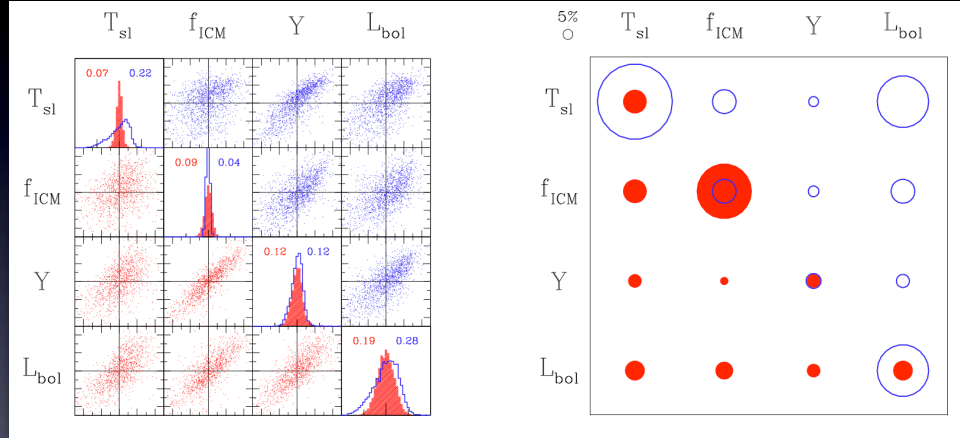 T_sl f_ICM Y L_bol
T_sl
f_ICM
Y
L_bol
0.07 0.22
0.09 0.04
0.12 0.12
0.19 0.28
5%
T_sl f_ICM Y L_bol
T_sl
f_ICM
Y
L_bol